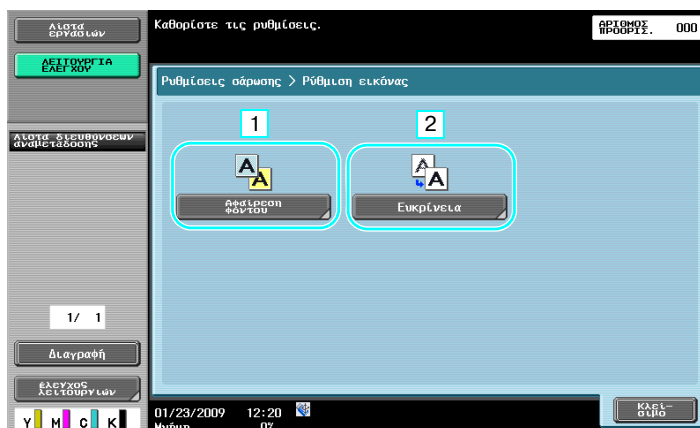 Λίστα
εργασιών
Καθορίστε τις ρυθμίσεις.
ΑΡΙΘΜΟΣ
ΠΡΟΟΡΙΣ.
000
ΛΕΙΤΟΥΡΓΙΑ
ΕΛΕΓΧΟΥ
Ρυθμίσεις σάρωσης > Ρύθμιση εικόνας
Λίστα διευθύνσεων
αναμετάδοσης
1
2
A
A
A
A
Αφαίρεση
φόντου
Ευκρίνεια
1/ 1
Διαγραφή
έλεγχος
λειτουργιών
Κλεί-
σιμο
01/23/2009 12:20
Μνήμη 0%
Y M C K